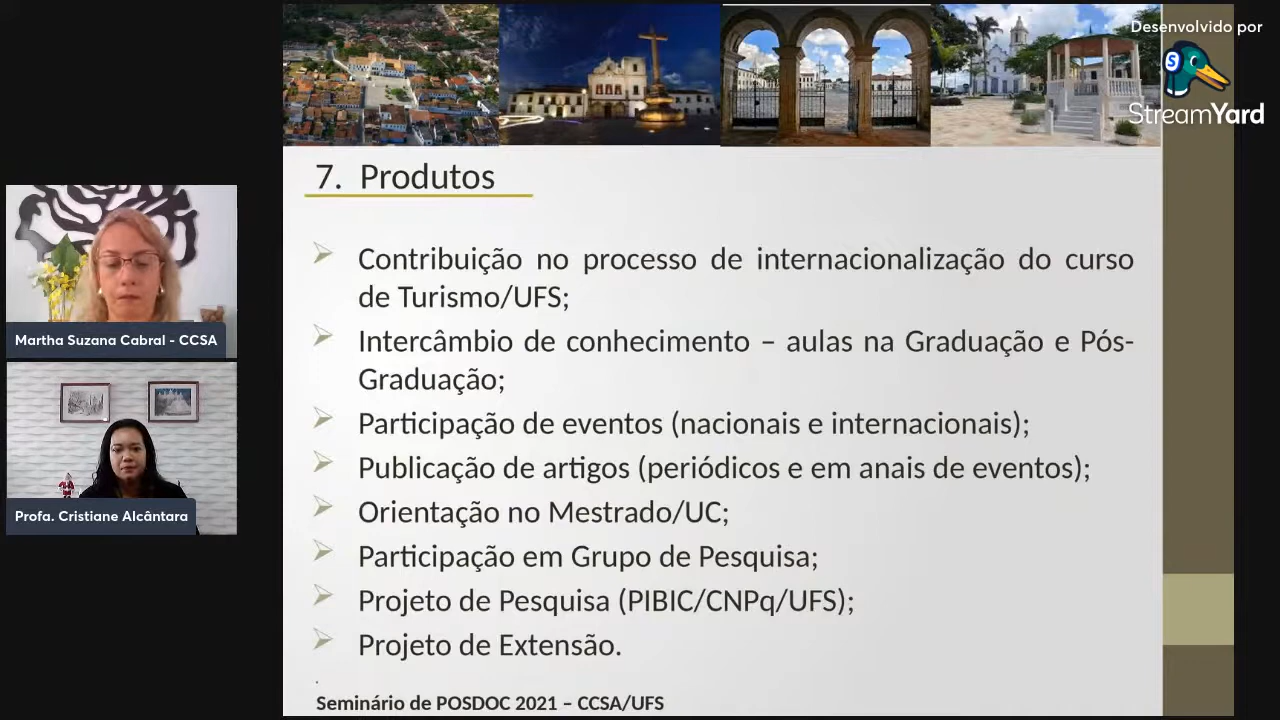 Desenvolvido por
StreamYard
7. Produtos
Contribuição no processo de internacionalização do curso
de Turismo/UFS;
Intercâmbio de conhecimento – aulas na Graduação e Pós-
Graduação;
Participação de eventos (nacionais e internacionais);
Publicação de artigos (periódicos e em anais de eventos);
Orientação no Mestrado/UC;
Participação em Grupo de Pesquisa;
Projeto de Pesquisa (PIBIC/CNPq/UFS);
Projeto de Extensão.
Seminário de POSDOC 2021 – CCSA/UFS
Martha Suzana Cabral - CCSA
Profa. Cristiane Alcântara